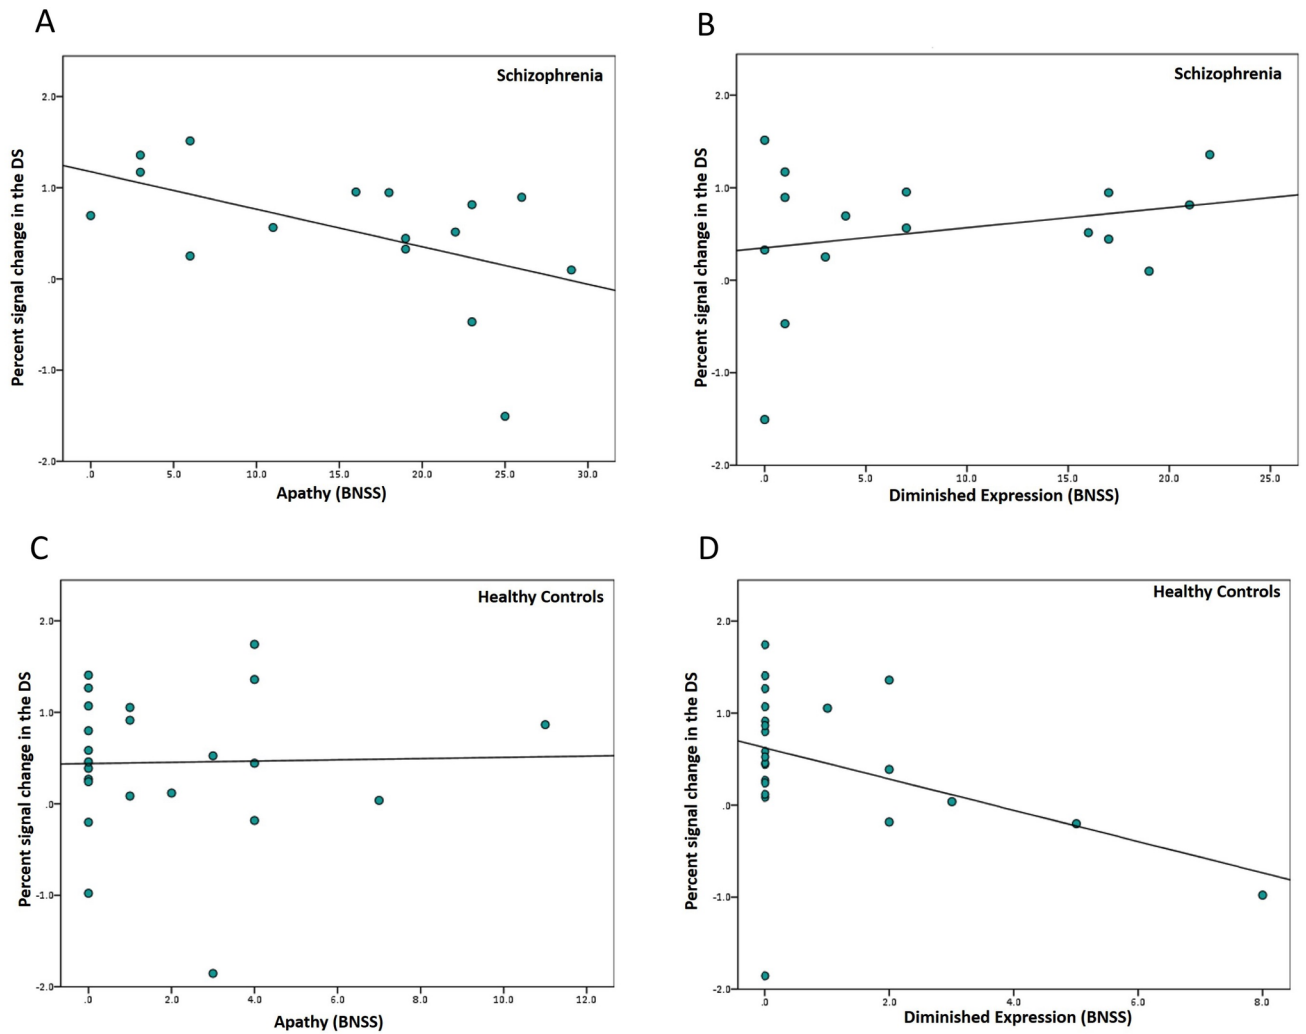 A
Schizophrenia
Percent signal change in the DS
2.0
1.0
.0
-1.0
-2.0
.0 5.0 10.0 15.0 20.0 25.0 30.0
Apathy (BNSS)
B
Schizophrenia
Percent signal change in the DS
2.0
1.0
.0
-1.0
-2.0
.0 5.0 10.0 15.0 20.0 25.0
Diminished Expression (BNSS)
C
Healthy Controls
Percent signal change in the DS
2.0
1.0
.0
-1.0
-2.0
.0 2.0 4.0 6.0 8.0 10.0 12.0
Apathy (BNSS)
D
Healthy Controls
Percent signal change in the DS
2.0
1.0
.0
-1.0
-2.0
.0 2.0 4.0 6.0 8.0
Diminished Expression (BNSS)